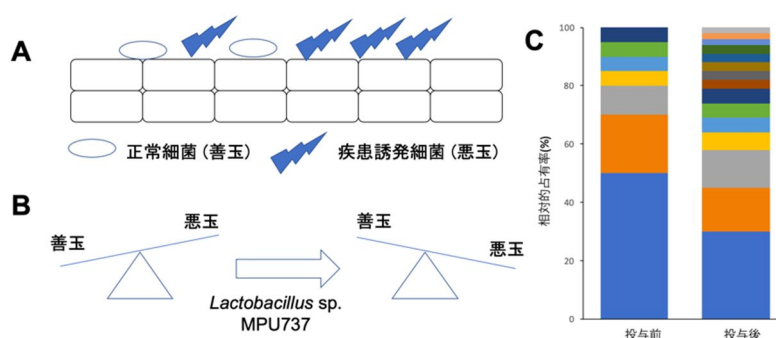 A
正常細菌 (善玉) 疾患誘発細菌 (悪玉)
B
善玉 悪玉
Lactobacillus sp.
MPU737
善玉 悪玉
C
相対的占有率(%)
100
80
60
40
20
0
投与前 投与後